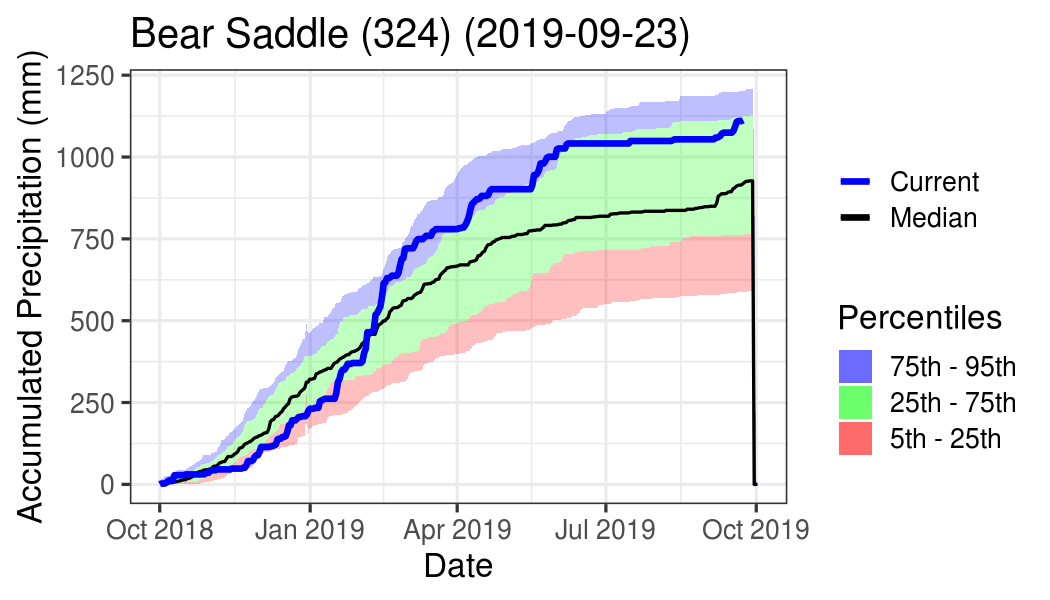 Bear Saddle (324) (2019-09-23)
Accumulated Precipitation (mm)
1250
1000
750
500
250
0
Oct 2018
Jan 2019
Apr 2019
Jul 2019
Oct 2019
Date
Current
Median
Percentiles
75th - 95th
25th - 75th
5th - 25th